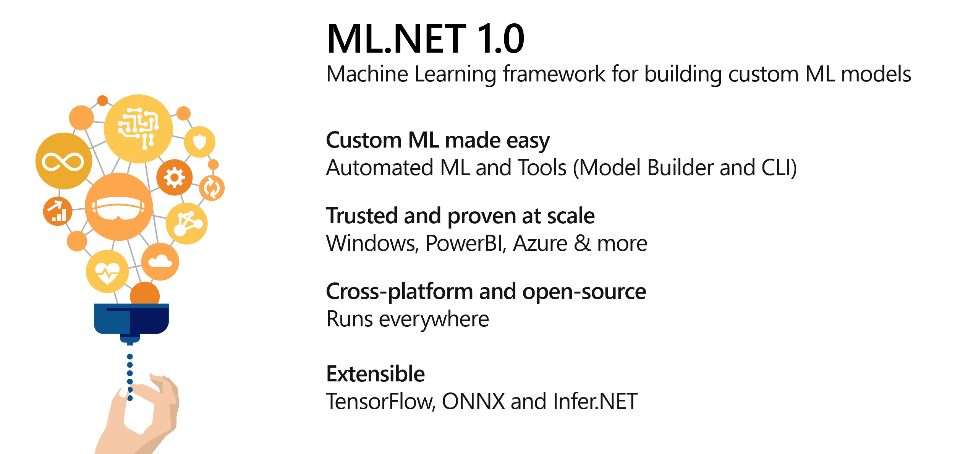 ML.NET 1.0
Machine Learning framework for building custom ML models
Custom ML made easy
Automated ML and Tools (Model Builder and CLI)
Trusted and proven at scale
Windows, PowerBI, Azure & more
Cross-platform and open-source
Runs everywhere
Extensible
TensorFlow, ONNX and Infer.NET